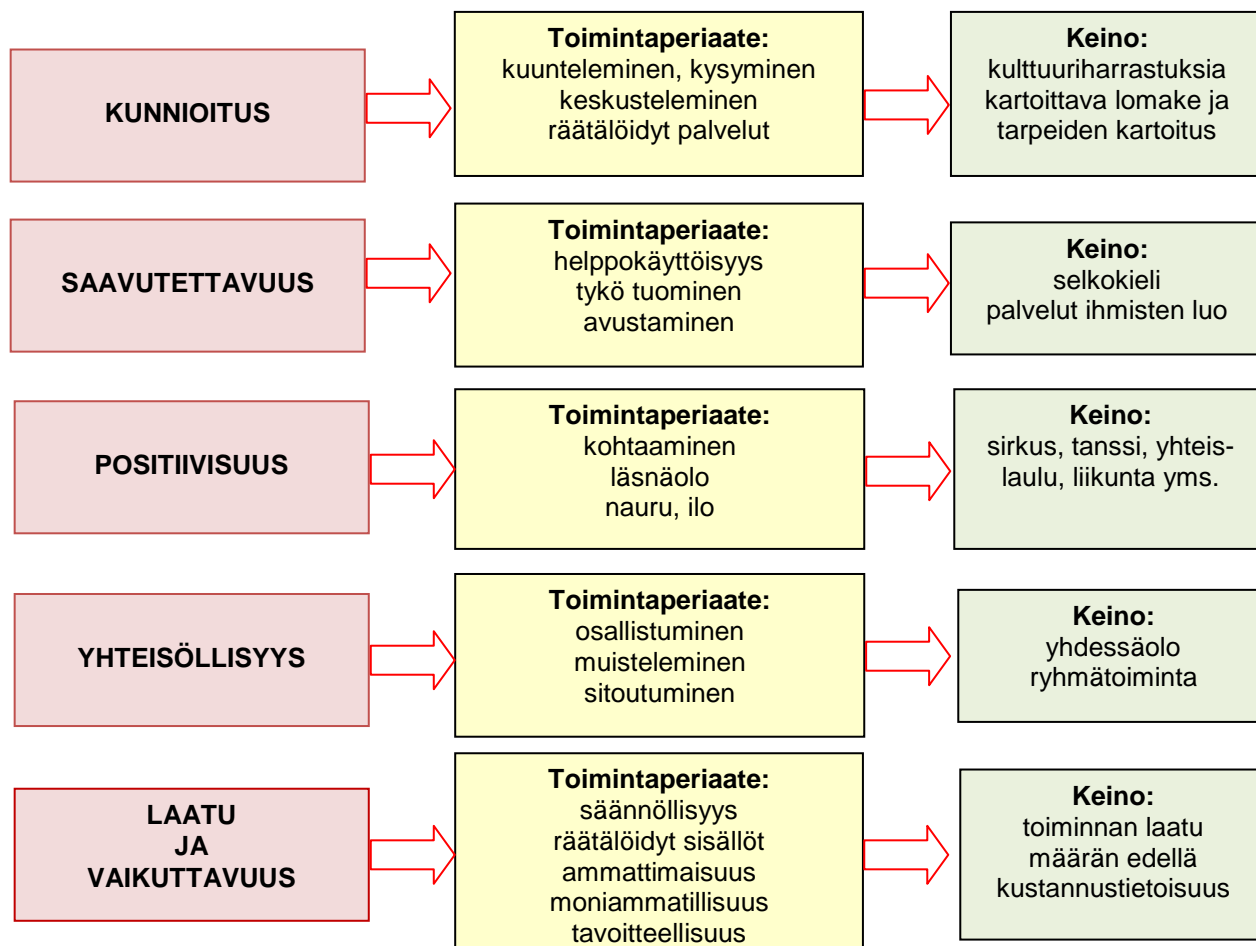 KUNNIOITUS
Toimintaperiaate:
kuunteleminen, kysyminen
keskusteleminen
räätälöidyt palvelut
Keino:
kulttuuriharrastuksia
kartoittava lomake ja
tarpeiden kartoitus
SAAVUTETTAVUUS
Toimintaperiaate:
helppokäyttöisyys
tykö tuominen
avustaminen
Keino:
selkokieli
palvelut ihmisten luo
POSITIIVISUUS
Toimintaperiaate:
kohtaaminen
läsnäolo
nauru, ilo
Keino:
sirkus, tanssi, yhteis-
laulu, liikunta yms.
YHTEISÖLLISYYS
Toimintaperiaate:
osallistuminen
muisteleminen
sitoutuminen
Keino:
yhdessäolo
ryhmätoiminta
LAATU
JA
VAIKUTTAVUUS
Toimintaperiaate:
säännöllisyys
räätälöidyt sisällöt
ammattimaisuus
moniammatillisuus
tavoitteellisuus
Keino:
toiminnan laatu
määrän edellä
kustannustietoisuus